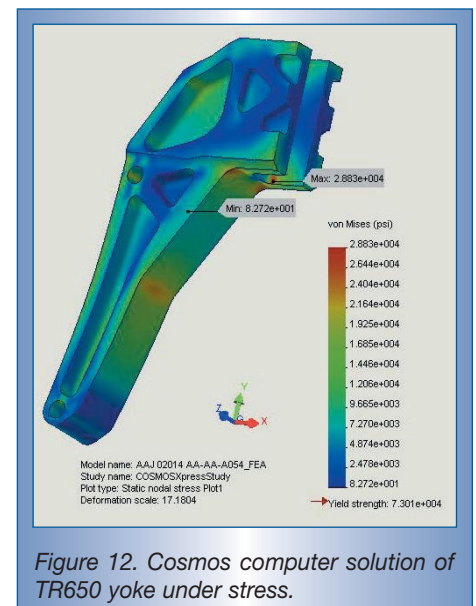 Max: 2.883e+004
Min: 8.272e+001
von Mises (psi)
2.883e+004
2.644e+004
2.404e+004
2.164e+004
1.925e+004
1.685e+004
1.446e+004
1.206e+004
9.665e+003
7.270e+003
4.874e+003
2.478e+003
8.272e+001
Yield strength: 7.301e+004
Y
Z
X
Model name: AAJ 02014 AA-AA-A054_FEA
Study name: COSMOSXpressStudy
Plot type: Static nodal stress Plot1
Deformation scale: 17.1804
Figure 12. Cosmos computer solution of
TR650 yoke under stress.